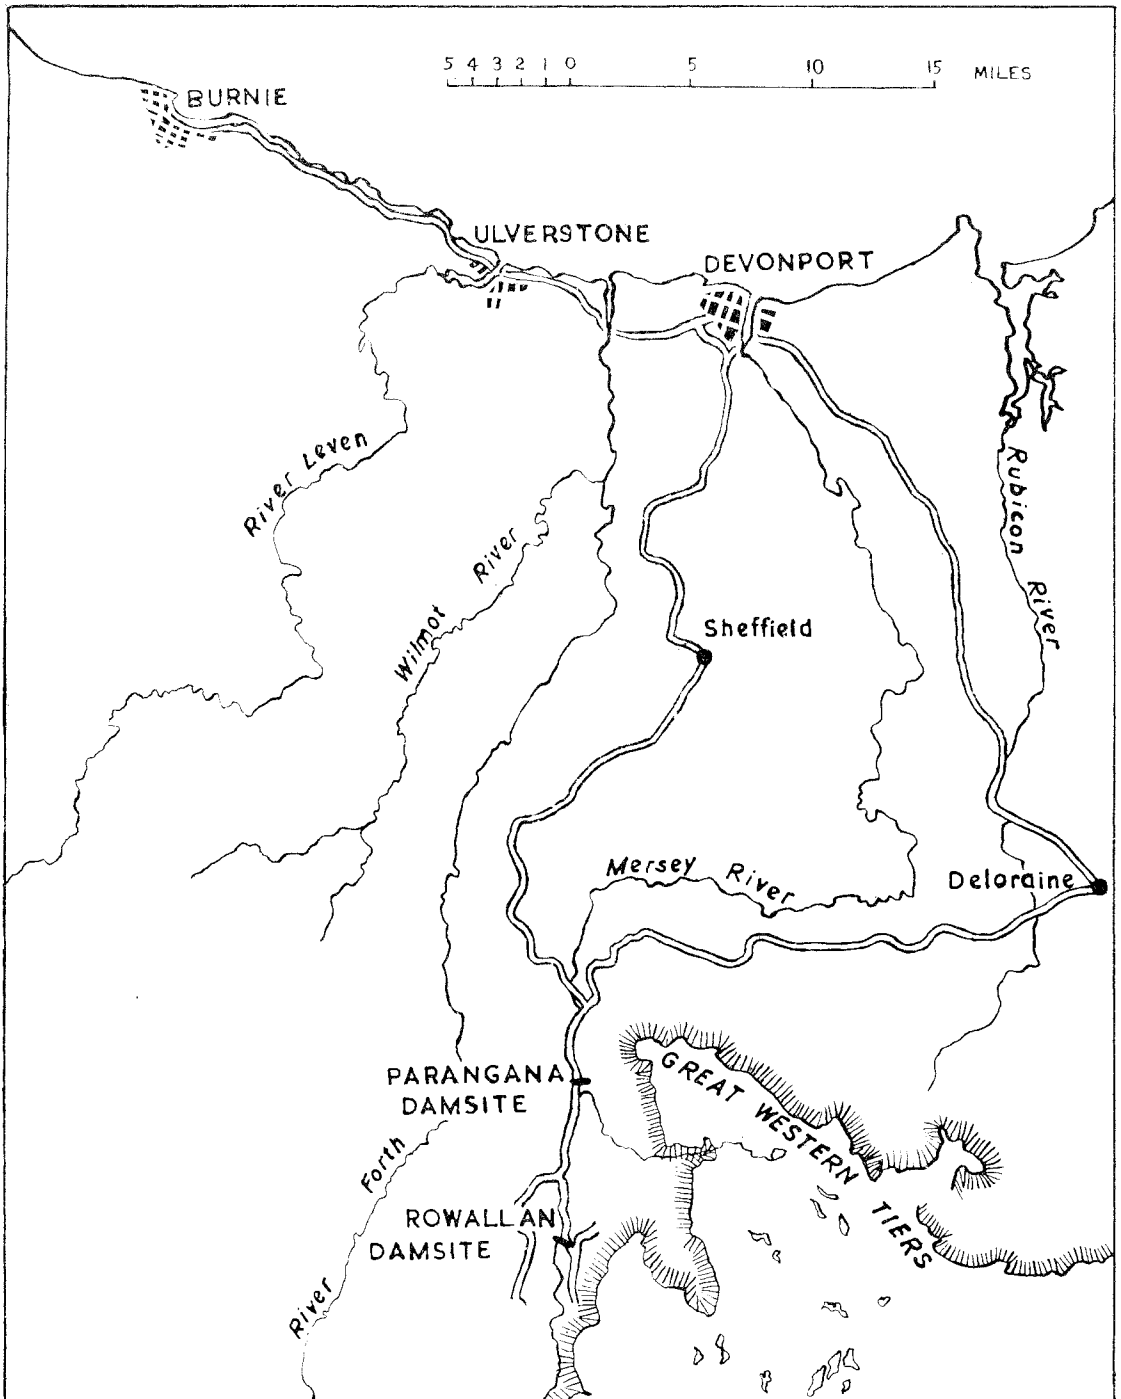 5 4 3 2 1 0 5 10 15 MILES
BURNIE
ULVERSTONE
DEVONPORT
River Leven
Wilmot River
Rubicon River
Sheffield
Mersey River
Deloraine
PARANGANA
DAMSITE
GREAT WESTERN TIERS
River Forth
ROWALLAN
DAMSITE